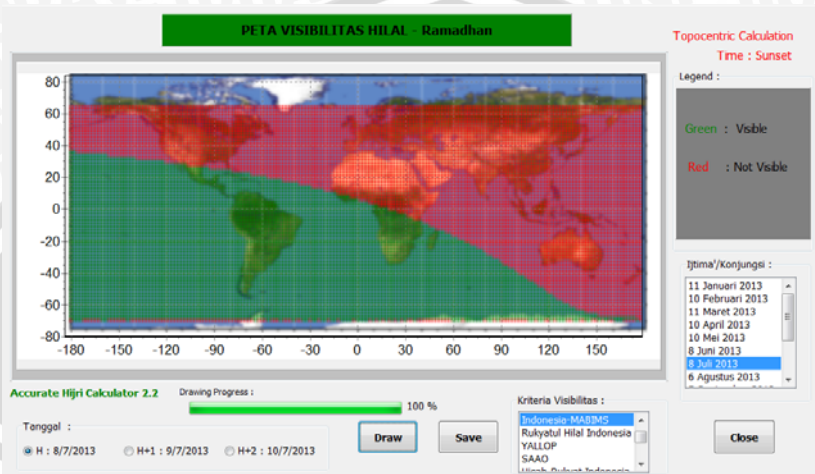 PETA VISIBILITAS HILAL - Ramadhan
Topocentric Calculation
Time : Sunset
Legend :
Green : Visible
Red : Not Visible
80
60
40
20
0
-20
-40
-60
-80
-180 -150 -120 -90 -60 -30 0 30 60 90 120 150
Ijtima'/Konjungsi :
11 Januari 2013
10 Februari 2013
11 Maret 2013
10 April 2013
10 Mei 2013
8 Juni 2013
8 Juli 2013
6 Agustus 2013
Accurate Hijri Calculator 2.2
Drawing Progress :
100 %
Tanggal :
H : 8/7/2013 H+1 : 9/7/2013 H+2 : 10/7/2013
Draw Save
Kriteria Visibilitas :
Indonesia-MABIMS
Rukyatul Hilal Indonesia
YALLOP
SAAO
Close